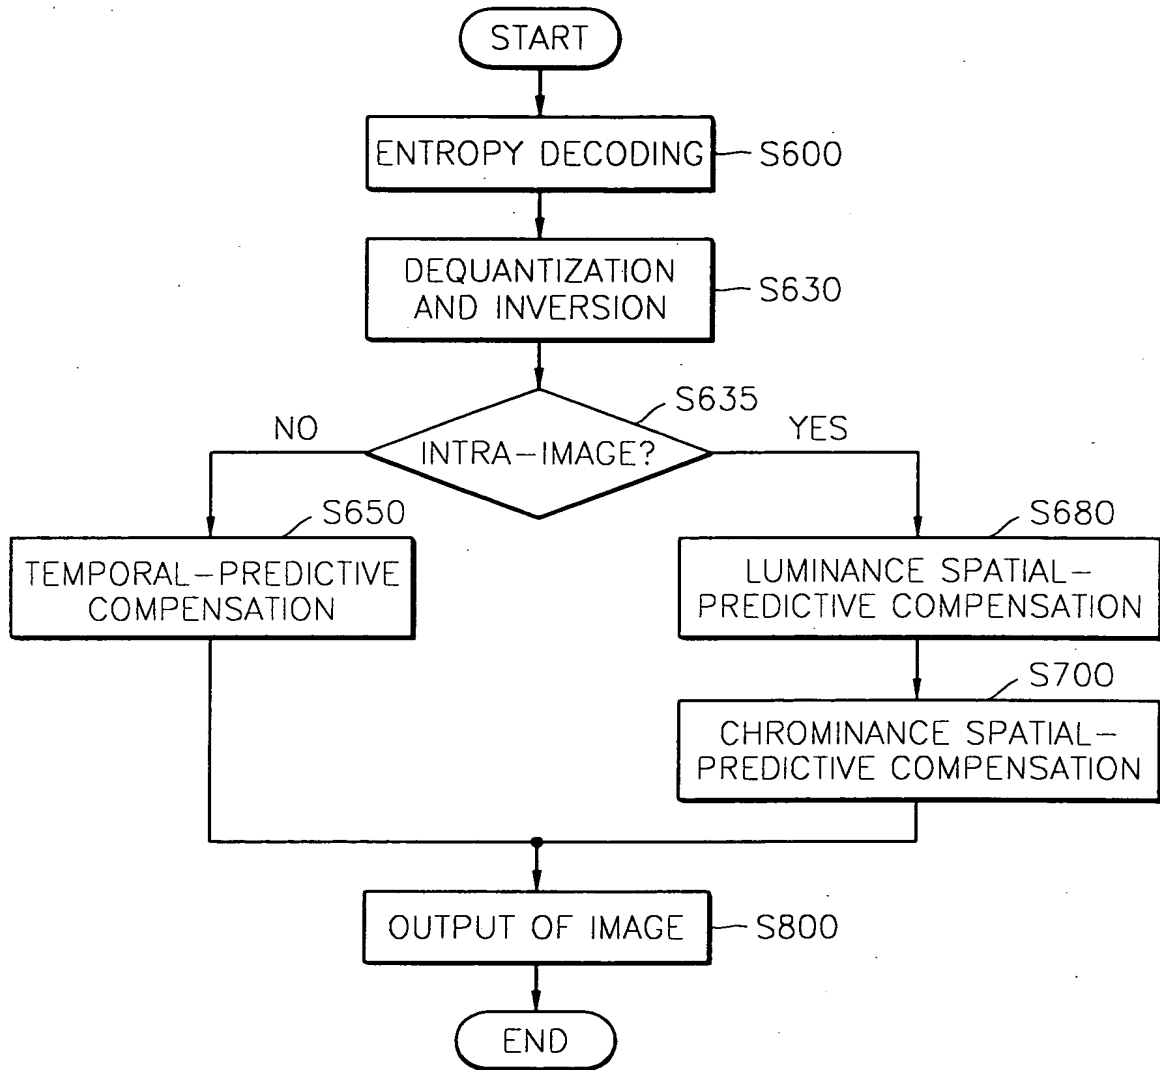 START
ENTROPY DECODING
S600
DEQUANTIZATION
AND INVERSION
S630
S635
INTRA-IMAGE?
NO
YES
S650
TEMPORAL-PREDICTIVE
COMPENSATION
S680
LUMINANCE SPATIAL-
PREDICTIVE COMPENSATION
S700
CHROMINANCE SPATIAL-
PREDICTIVE COMPENSATION
OUTPUT OF IMAGE
S800
END